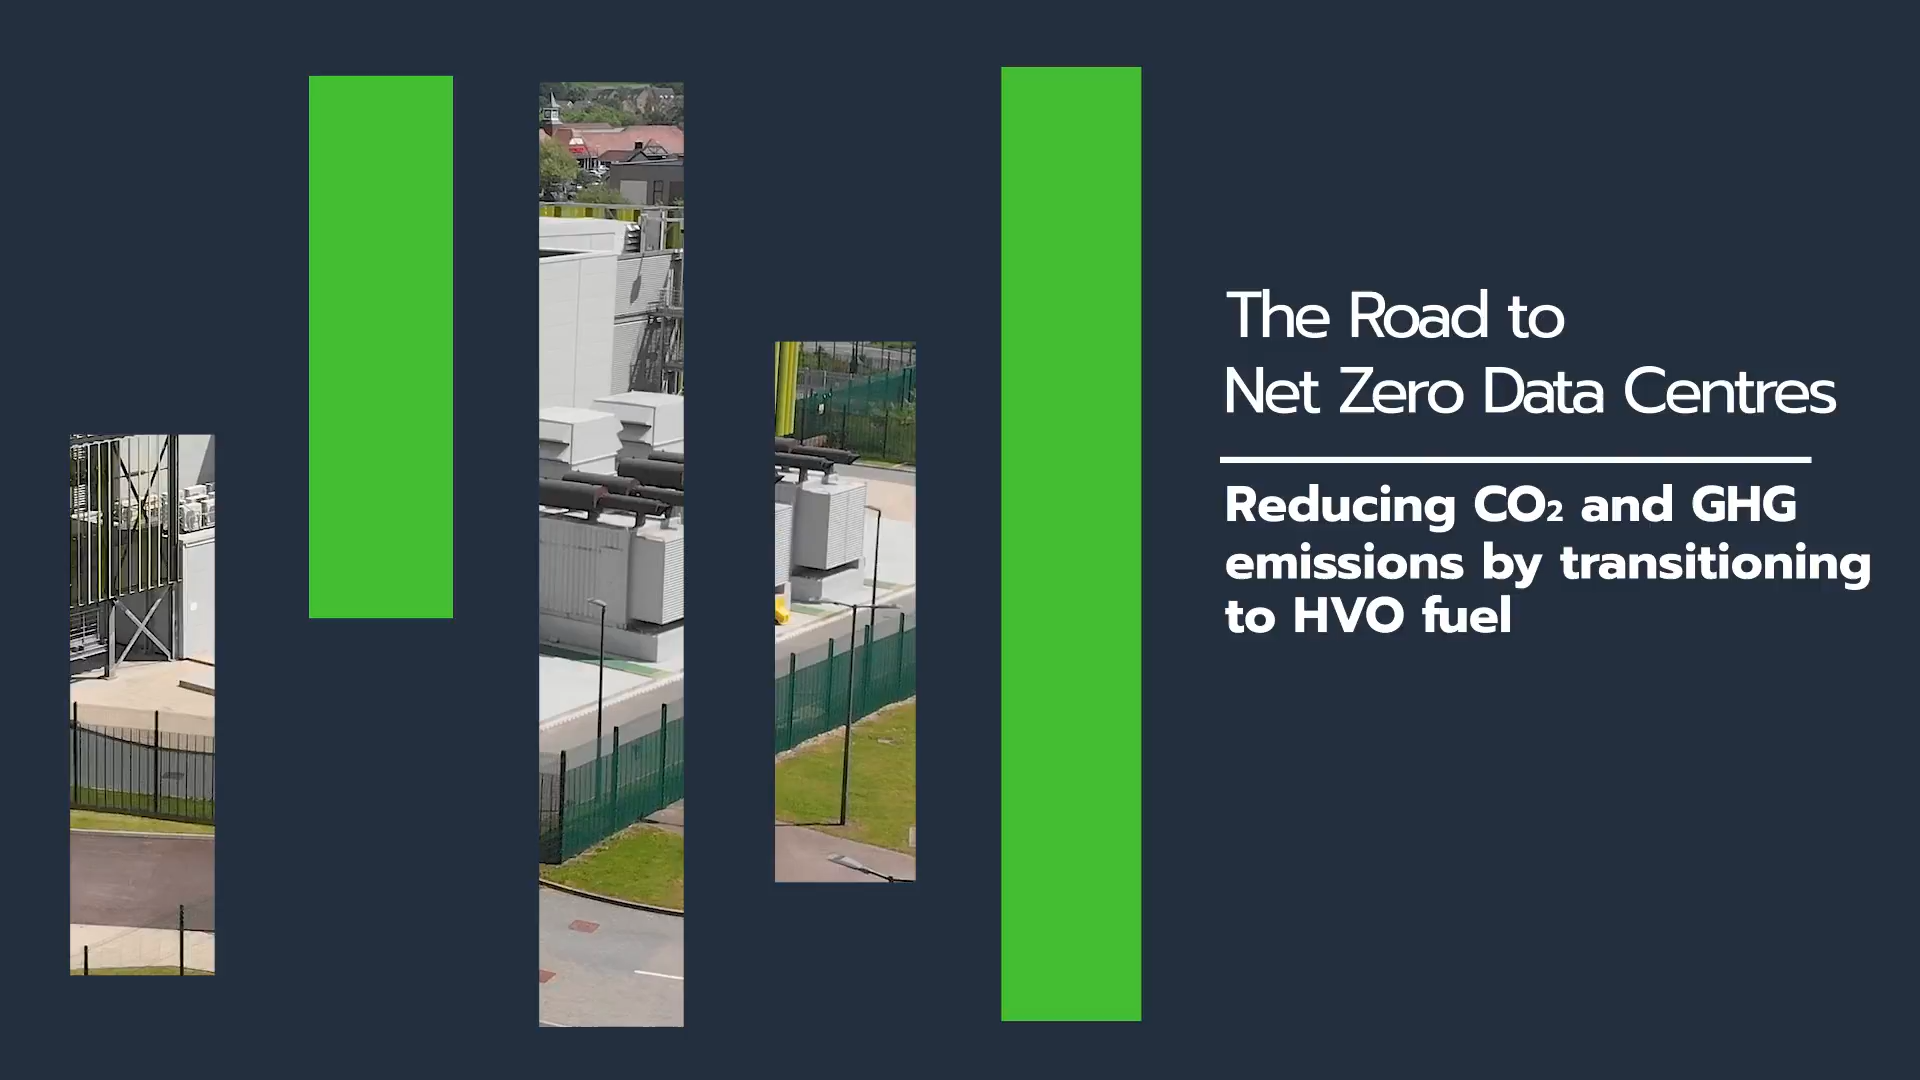 The Road to
Net Zero Data Centres
Reducing CO₂ and GHG
emissions by transitioning
to HVO fuel